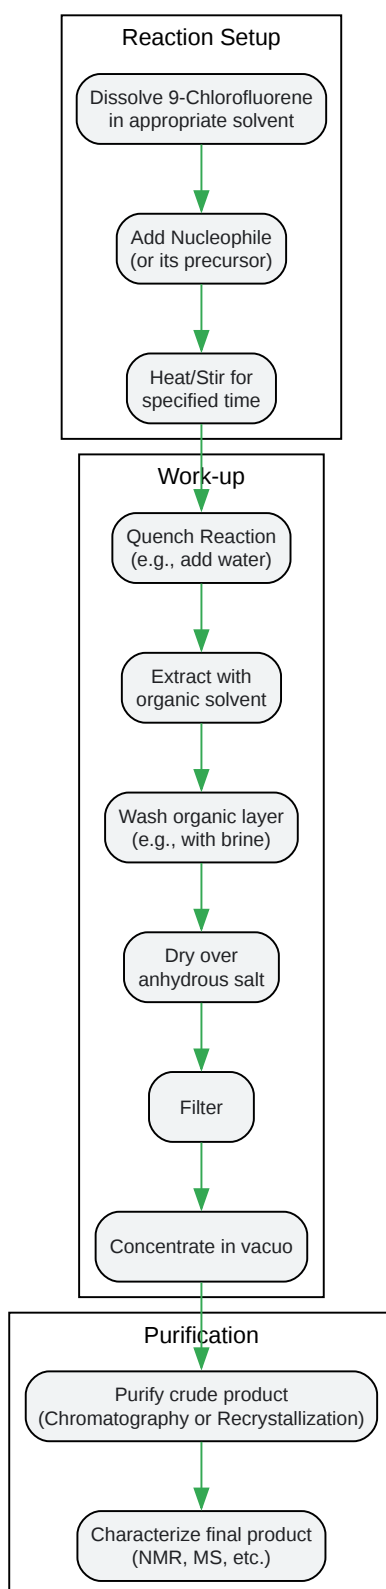 Reaction Setup
Dissolve 9-Chlorofluorene
in appropriate solvent
Add Nucleophile
(or its precursor)
Heat/Stir for
specified time
Work-up
Quench Reaction
(e.g., add water)
Extract with
organic solvent
Wash organic layer
(e.g., with brine)
Dry over
anhydrous salt
Filter
Concentrate in vacuo
Purification
Purify crude product
(Chromatography or Recrystallization)
Characterize final product
(NMR, MS, etc.)